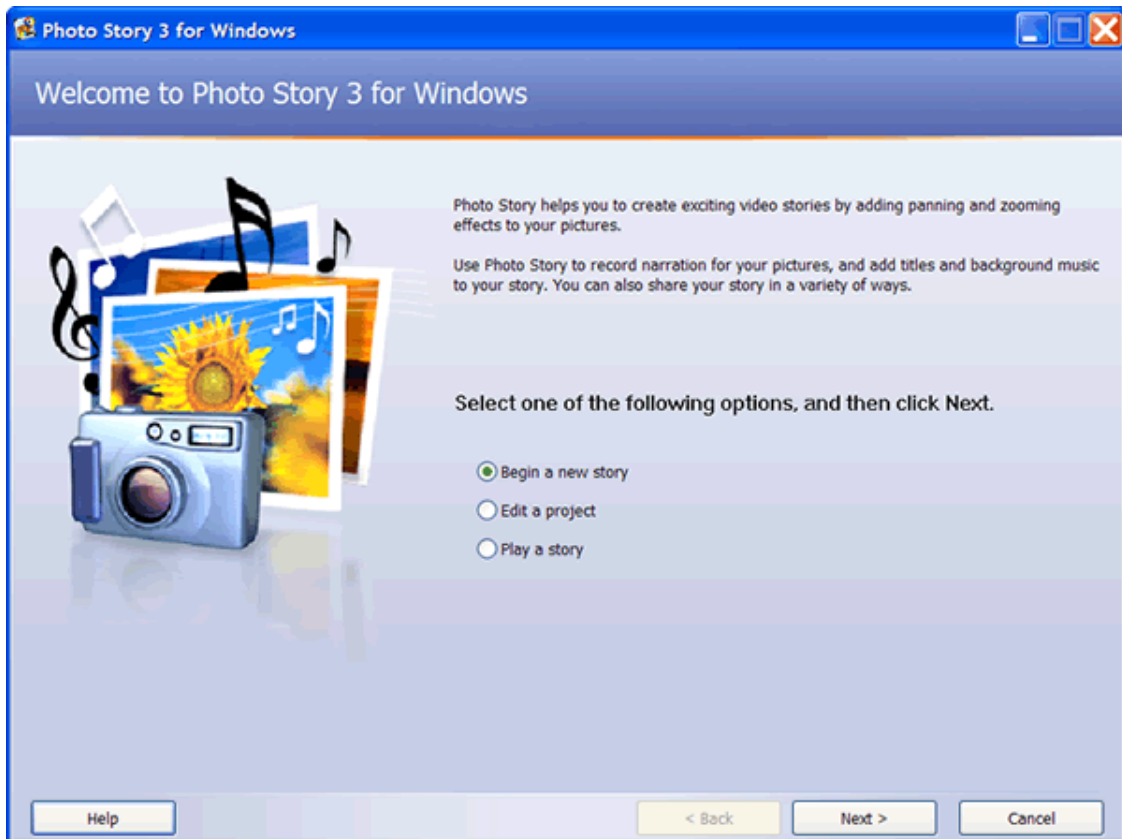 Photo Story 3 for Windows
Welcome to Photo Story 3 for Windows
Photo Story helps you to create exciting video stories by adding panning and zooming
effects to your pictures.
Use Photo Story to record narration for your pictures, and add titles and background music
to your story. You can also share your story in a variety of ways.
Select one of the following options, and then click Next.
Begin a new story
Edit a project
Play a story
Help
< Back
Next >
Cancel